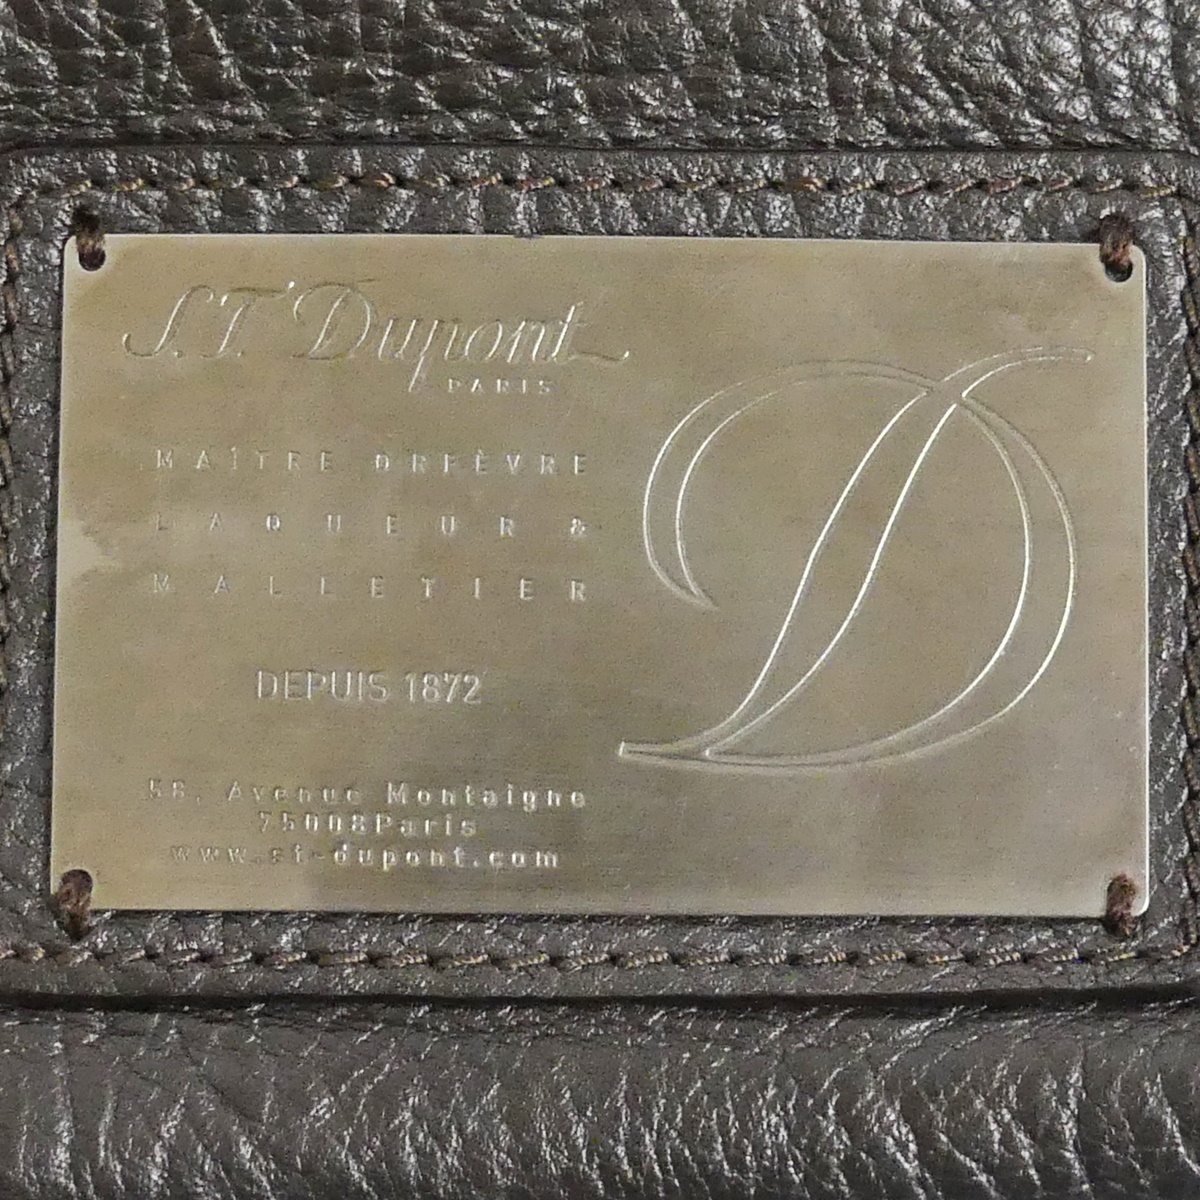 S.T. Dupont
PARIS
MAÎTRE ORFÈVRE
LAQUEUR &
MALLETIER
DEPUIS 1872
58, Avenue Montaigne
75008Paris
www.st-dupont.com
D